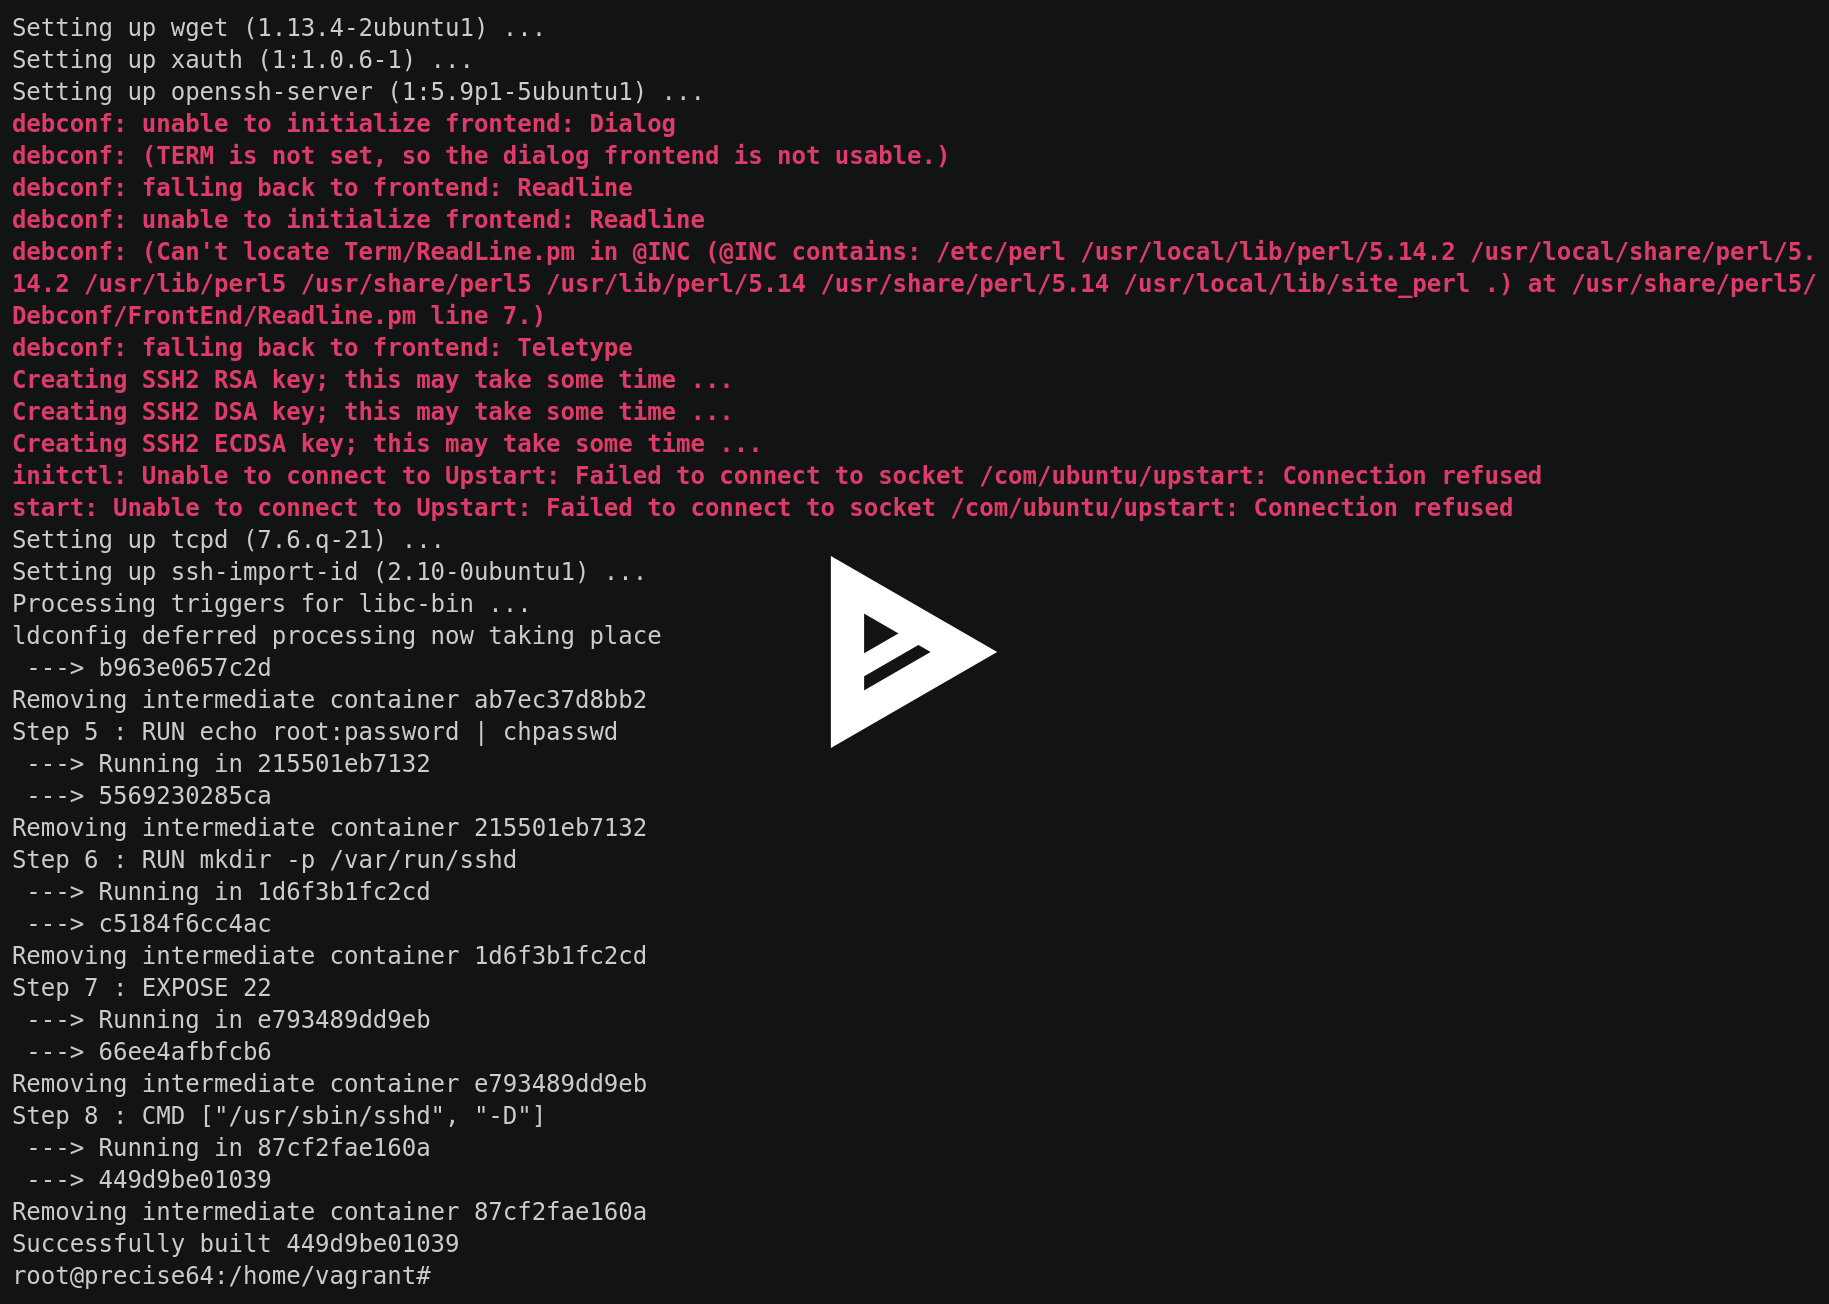 Setting up wget (1.13.4-2ubuntu1) ...
Setting up xauth (1:1.0.6-1) ...
Setting up openssh-server (1:5.9p1-5ubuntu1) ...
debconf: unable to initialize frontend: Dialog
debconf: (TERM is not set, so the dialog frontend is not usable.)
debconf: falling back to frontend: Readline
debconf: unable to initialize frontend: Readline
debconf: (Can't locate Term/ReadLine.pm in @INC (@INC contains: /etc/perl /usr/local/lib/perl/5.14.2 /usr/local/share/perl/5.
14.2 /usr/lib/perl5 /usr/share/perl5 /usr/lib/perl/5.14 /usr/share/perl/5.14 /usr/local/lib/site_perl .) at /usr/share/perl5/
Debconf/FrontEnd/Readline.pm line 7.)
debconf: falling back to frontend: Teletype
Creating SSH2 RSA key; this may take some time ...
Creating SSH2 DSA key; this may take some time ...
Creating SSH2 ECDSA key; this may take some time ...
initctl: Unable to connect to Upstart: Failed to connect to socket /com/ubuntu/upstart: Connection refused
start: Unable to connect to Upstart: Failed to connect to socket /com/ubuntu/upstart: Connection refused
Setting up tcpd (7.6.q-21) ...
Setting up ssh-import-id (2.10-0ubuntu1) ...
Processing triggers for libc-bin ...
ldconfig deferred processing now taking place
 ---> b963e0657c2d
Removing intermediate container ab7ec37d8bb2
Step 5 : RUN echo root:password | chpasswd
 ---> Running in 215501eb7132
 ---> 5569230285ca
Removing intermediate container 215501eb7132
Step 6 : RUN mkdir -p /var/run/sshd
 ---> Running in 1d6f3b1fc2cd
 ---> c5184f6cc4ac
Removing intermediate container 1d6f3b1fc2cd
Step 7 : EXPOSE 22
 ---> Running in e793489dd9eb
 ---> 66ee4afbfcb6
Removing intermediate container e793489dd9eb
Step 8 : CMD ["/usr/sbin/sshd", "-D"]
 ---> Running in 87cf2fae160a
 ---> 449d9be01039
Removing intermediate container 87cf2fae160a
Successfully built 449d9be01039
root@precise64:/home/vagrant#